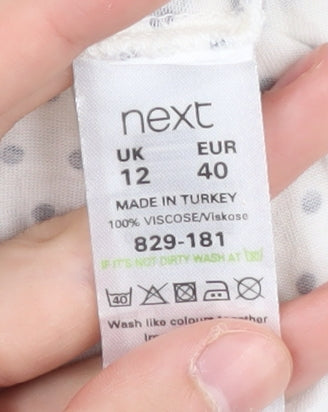 next
UK EUR
12 40
MADE IN TURKEY
100% VISCOSE/Viskose
829-181
IF IT'S NOT DIRTY WASH AT 30°
40
Wash like colours together